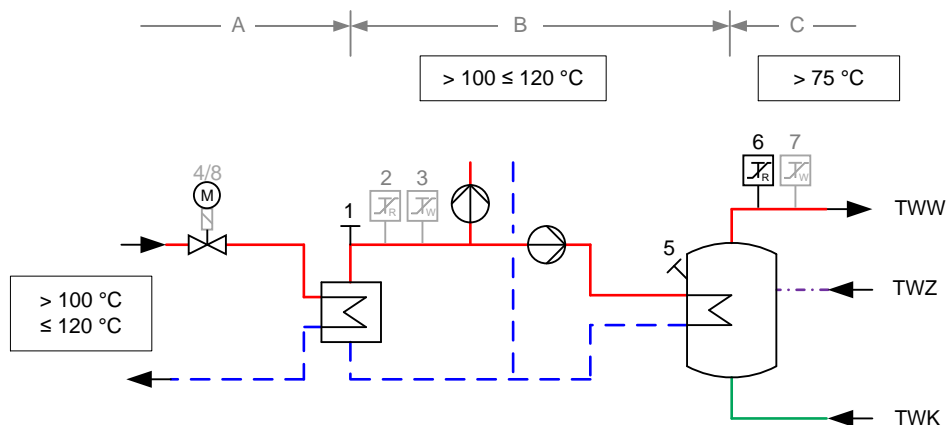 A B C
> 100 ≤ 120 °C
> 75 °C
4/8
M
2 3
R W
6 7
R W
1
TWW
5
> 100 °C
≤ 120 °C
TWZ
TWK